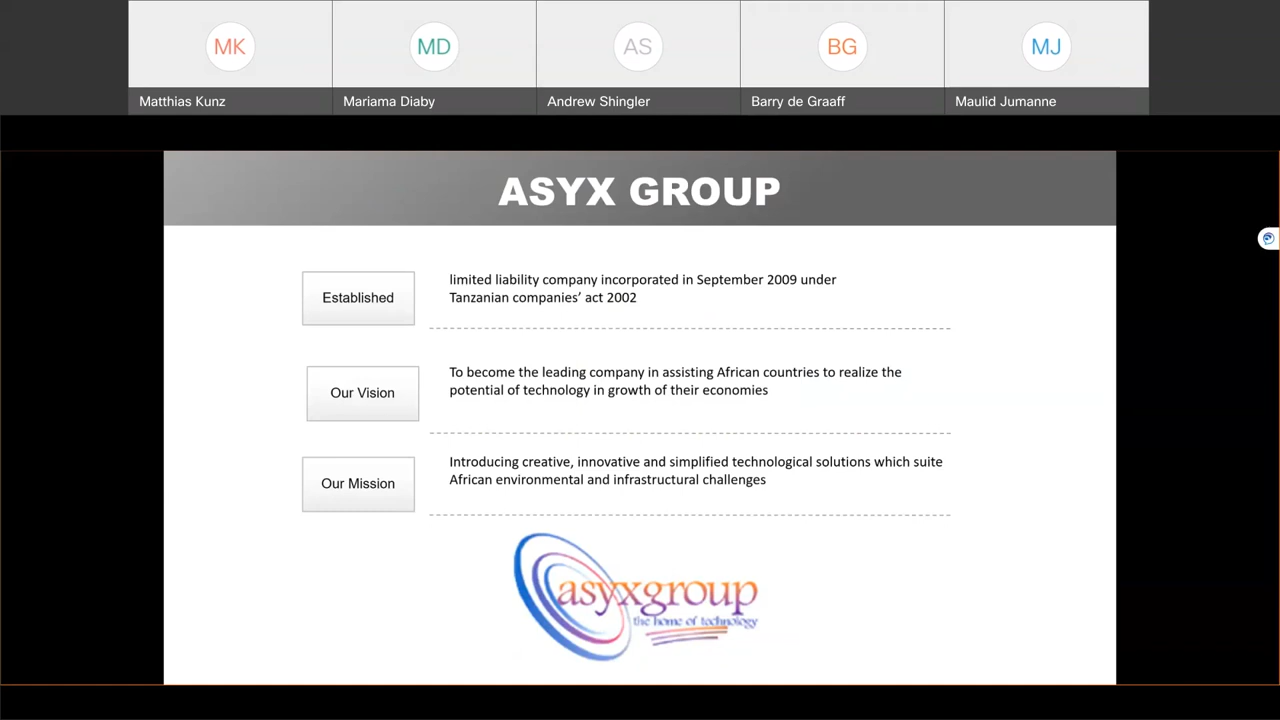 MK
MD
AS
BG
MJ
Matthias Kunz
Mariama Diaby
Andrew Shingler
Barry de Graaff
Maulid Jumanne
ASYX GROUP
Established
limited liability company incorporated in September 2009 under
Tanzanian companies’ act 2002
Our Vision
To become the leading company in assisting African countries to realize the
potential of technology in growth of their economies
Our Mission
Introducing creative, innovative and simplified technological solutions which suite
African environmental and infrastructural challenges
asyxgroup
the home of technology